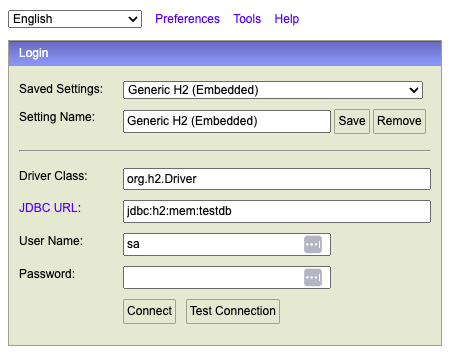 English Preferences Tools Help
Login
Saved Settings: Generic H2 (Embedded)
Setting Name: Generic H2 (Embedded) Save Remove
Driver Class: org.h2.Driver
JDBC URL: jdbc:h2:mem:testdb
User Name: sa
Password:
Connect Test Connection